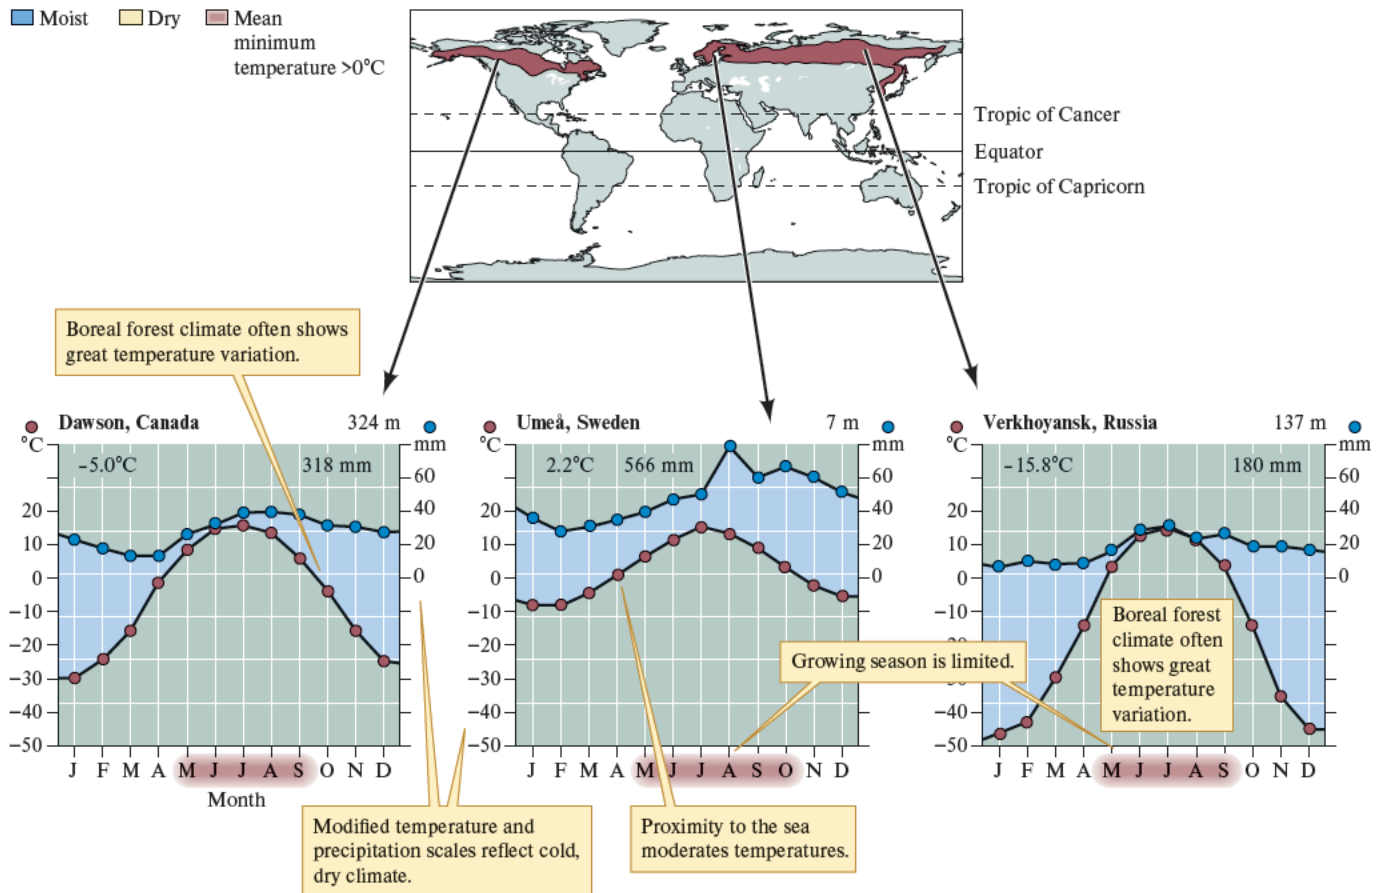 Moist
Dry
Mean
minimum
temperature >0°C
Tropic of Cancer
Equator
Tropic of Capricorn
Boreal forest climate often shows
great temperature variation.
Dawson, Canada
324 m
°C
mm
−5.0°C
318 mm
60
20
40
10
20
0
0
−10
−20
−30
−40
−50
J F M A M J J A S O N D
Month
Umeå, Sweden
7 m
°C
mm
2.2°C
566 mm
60
20
40
10
20
0
0
−10
−20
−30
−40
−50
J F M A M J J A S O N D
Verkhoyansk, Russia
137 m
°C
mm
−15.8°C
180 mm
60
20
40
10
20
0
0
−10
−40
−50
J F M A M J J A S O N D
Boreal forest
climate often
shows great
temperature
variation.
Growing season is limited.
Modified temperature and
precipitation scales reflect cold,
dry climate.
Proximity to the sea
moderates temperatures.